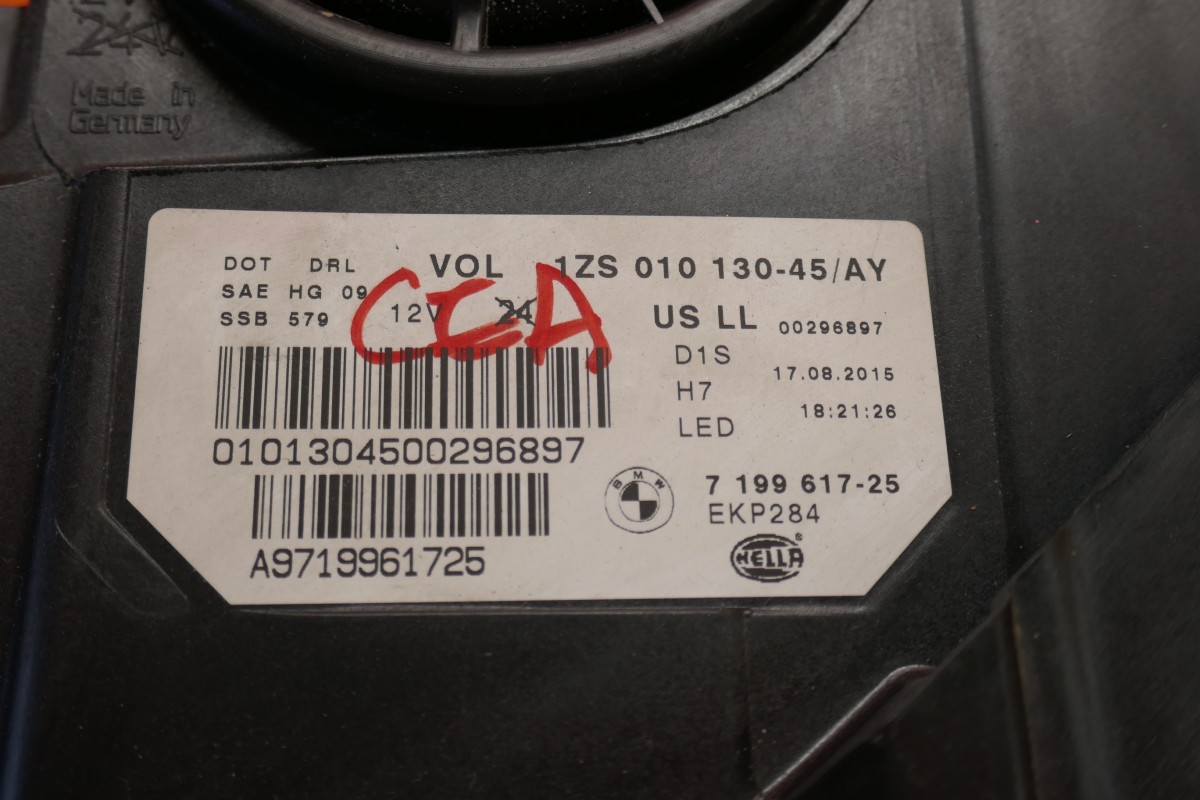 24V
Made in
Germany
DOT DRL VOL 1ZS 010 130-45/AY
SAE HG 09
SSB 579 12V 24 US LL 00296897
CEA
D1S 17.08.2015
H7 18:21:26
LED
0101304500296897
BMW 7 199 617-25
EKP284
A9719961725
HELLA®